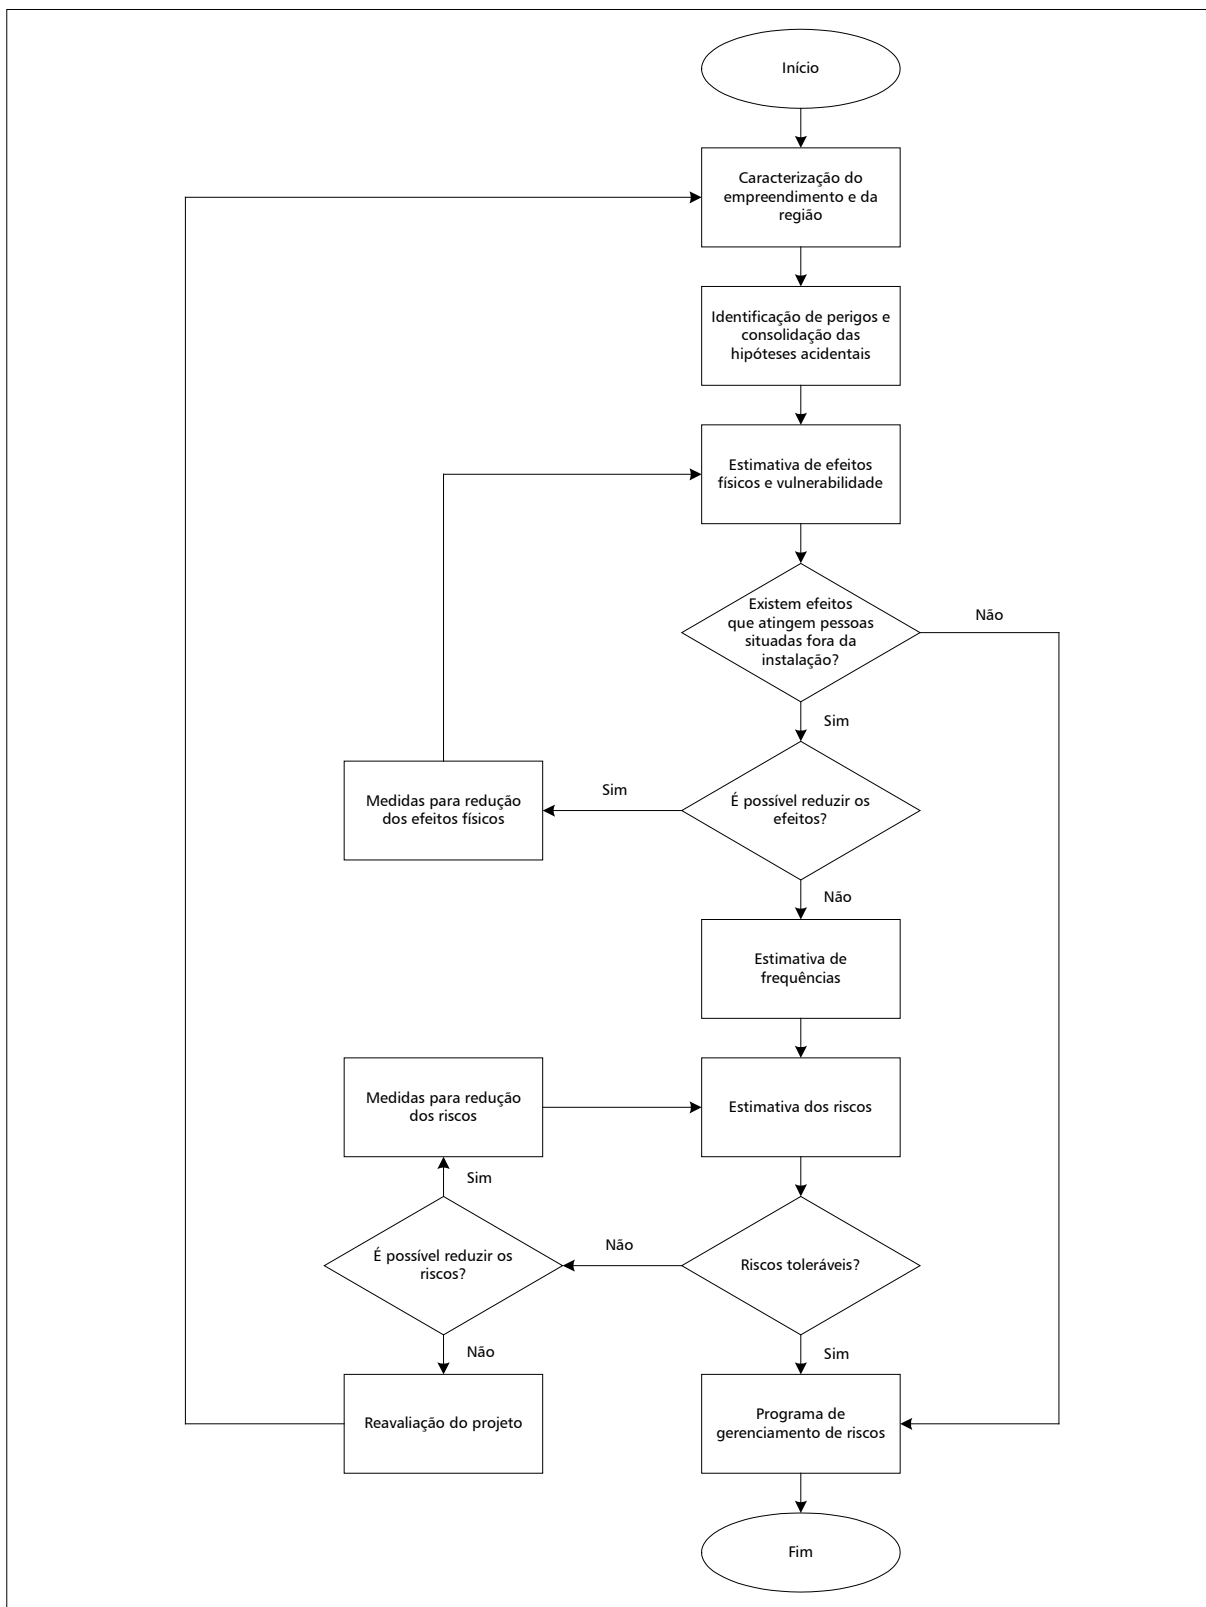 Início
Caracterização do
empreendimento e da
região
Identificação de perigos e
consolidação das
hipóteses acidentais
Estimativa de efeitos
físicos e vulnerabilidade
Existem efeitos
que atingem pessoas
situadas fora da
instalação?
Não
Sim
Medidas para redução
dos efeitos físicos
Sim
É possível reduzir os
efeitos?
Não
Estimativa de
frequências
Medidas para redução
dos riscos
Estimativa dos riscos
Sim
É possível reduzir os
riscos?
Não
Riscos toleráveis?
Não
Sim
Reavaliação do projeto
Programa de
gerenciamento de riscos
Fim